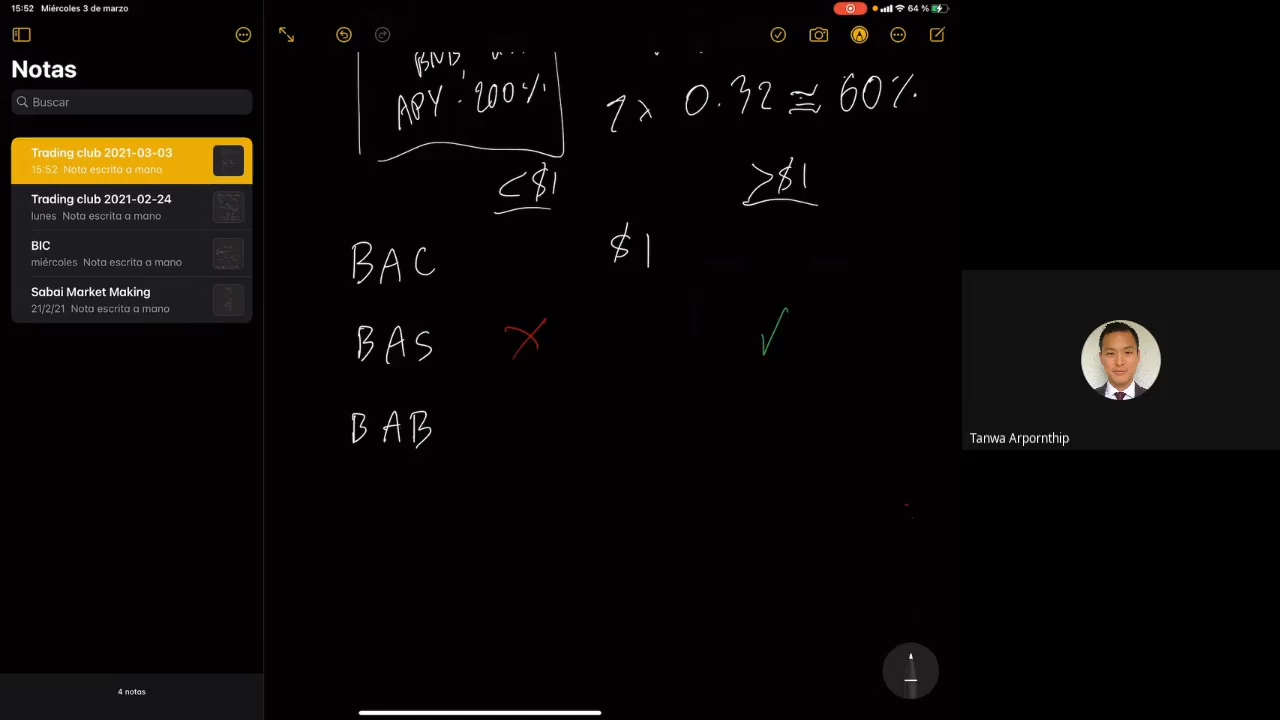 15:52 Miércoles 3 de marzo
64 %
Notas
Buscar
Trading club 2021-03-03
15:52 Nota escrita a mano
Trading club 2021-02-24
lunes Nota escrita a mano
BIC
miércoles Nota escrita a mano
Sabai Market Making
21/2/21 Nota escrita a mano
4 notas
APY : 200%
0.32 ≅ 60%
<$1
>$1
BAC
$1
BAS
BAB
Tanwa Arpornthip